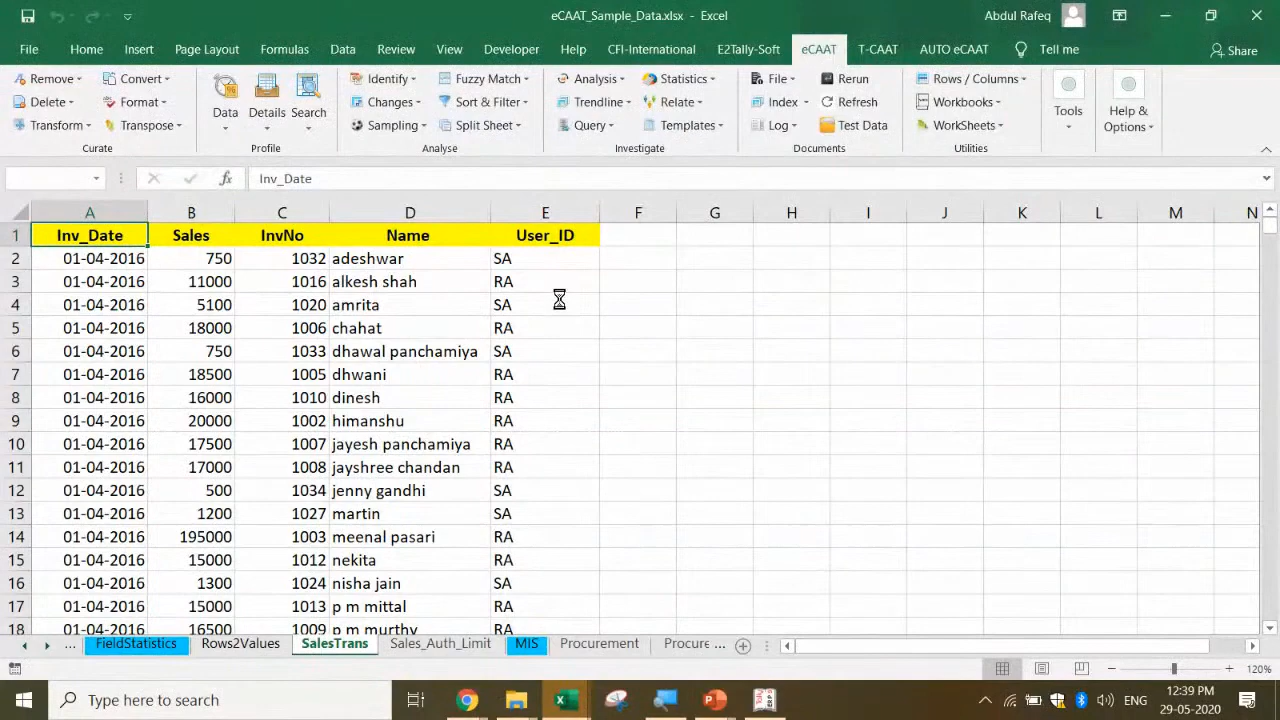 eCAAT_Sample_Data.xlsx - Excel
Abdul Rafeq
File Home Insert Page Layout Formulas Data Review View Developer Help CFI-International E2Tally-Soft eCAAT T-CAAT AUTO eCAAT Tell me Share
Remove Convert Identify Fuzzy Match Analysis Statistics File Rerun Rows / Columns
Delete Format Changes Sort & Filter Trendline Relate Index Refresh Workbooks
Transform Transpose Sampling Split Sheet Query Templates Log Test Data WorkSheets
Data Details Search Tools Help & Options
Curate Profile Analyse Investigate Documents Utilities
fx Inv_Date
A B C D E F G H I J K L M N
1 Inv_Date Sales InvNo Name User_ID
2 01-04-2016 750 1032 adeshwar SA
3 01-04-2016 11000 1016 alkesh shah RA
4 01-04-2016 5100 1020 amrita SA
5 01-04-2016 18000 1006 chahat RA
6 01-04-2016 750 1033 dhawal panchamiya SA
7 01-04-2016 18500 1005 dhwani RA
8 01-04-2016 16000 1010 dinesh RA
9 01-04-2016 20000 1002 himanshu RA
10 01-04-2016 17500 1007 jayesh panchamiya RA
11 01-04-2016 17000 1008 jayshree chandan RA
12 01-04-2016 500 1034 jenny gandhi SA
13 01-04-2016 1200 1027 martin SA
14 01-04-2016 195000 1003 meenal pasari RA
15 01-04-2016 15000 1012 nekita RA
16 01-04-2016 1300 1024 nisha jain SA
17 01-04-2016 15000 1013 p m mittal RA
18 01-04-2016 16500 1009 p m murthy RA
... FieldStatistics Rows2Values SalesTrans Sales_Auth_Limit MIS Procurement Procure ...
120%
Type here to search
ENG
12:39 PM
29-05-2020